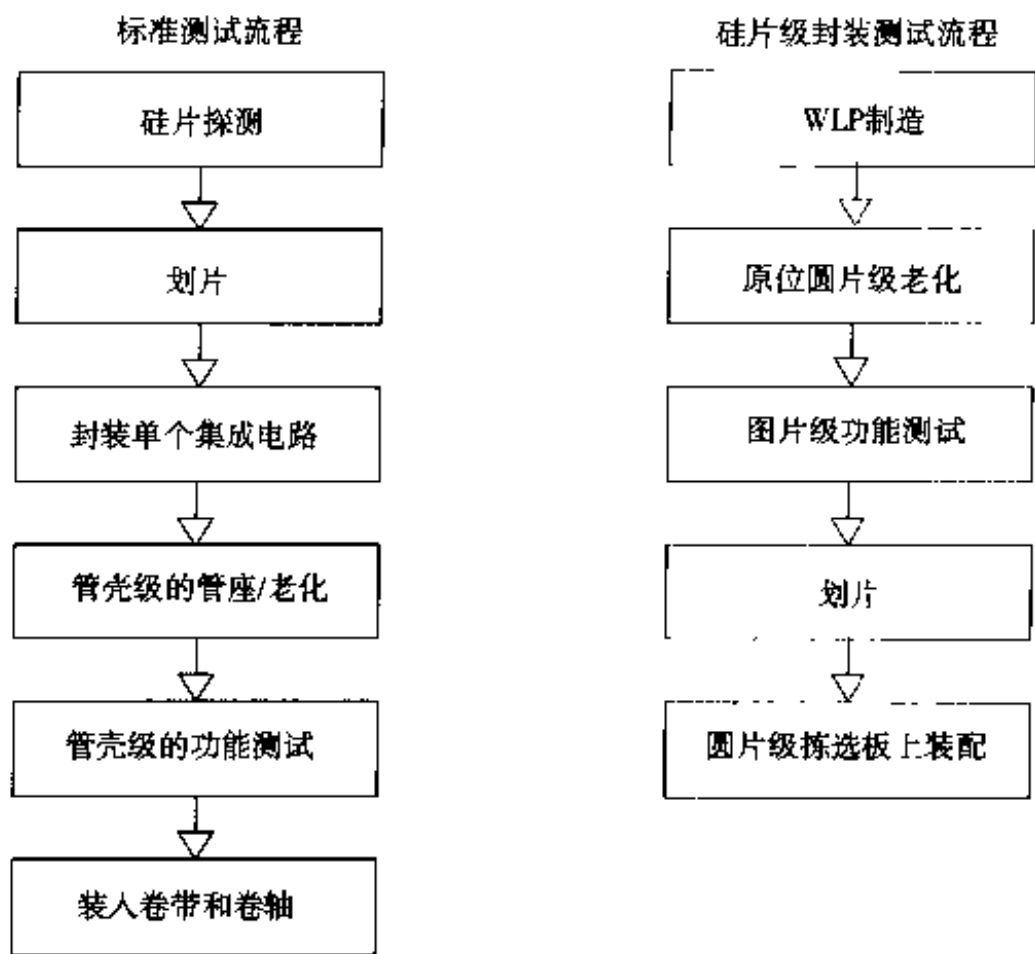 标准测试流程
硅片探测
划片
封装单个集成电路
管壳级的管座/老化
管壳级的功能测试
装人卷带和卷轴
硅片级封装测试流程
WLP制造
原位圆片级老化
图片级功能测试
划片
圆片级拣选板上装配